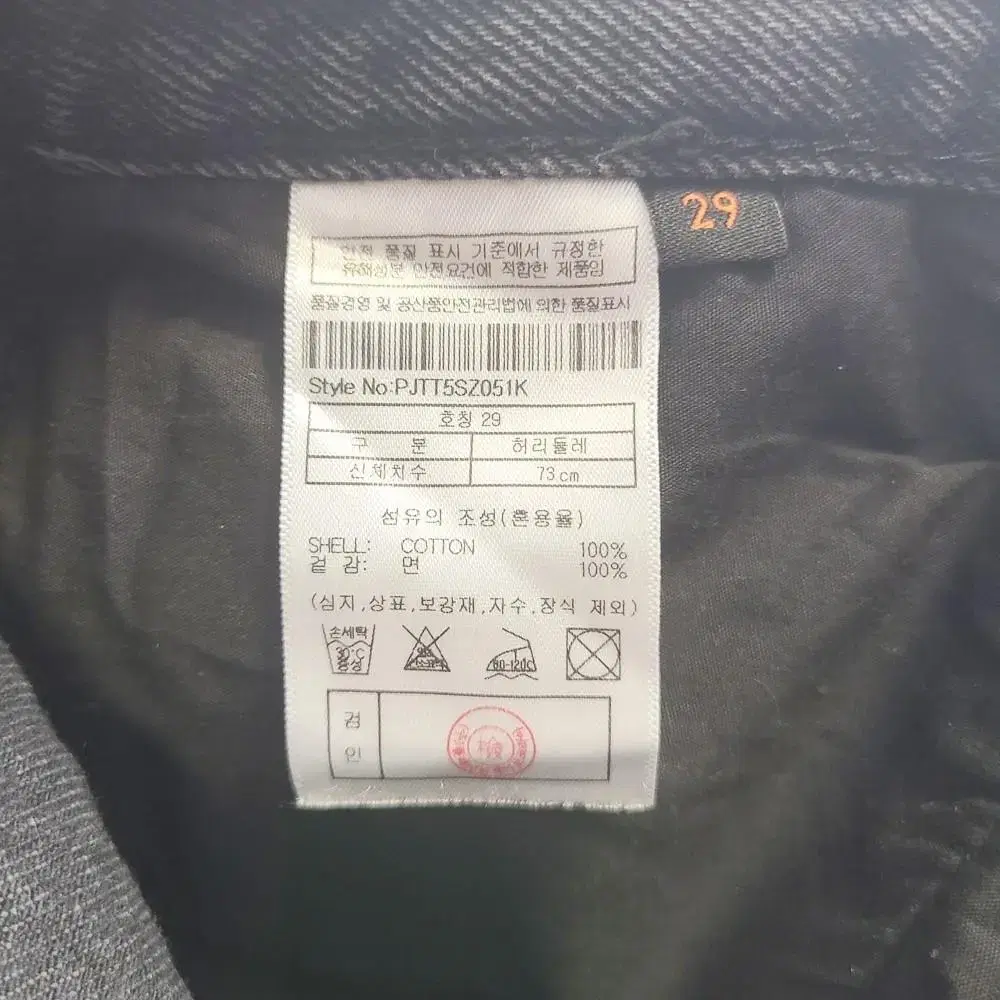 29
안전 품질 표시 기준에서 규정한
유해성분 안전요건에 적합한 제품임
품질경영 및 공산품안전관리법에 의한 품질표시
Style No:PJTT5SZ051K
호칭 29
구 분 허리둘레
신체치수 73cm
섬유의 조성(혼용율)
SHELL: COTTON 100%
겉 감: 면 100%
(심지,상표,보강재,자수,장식 제외)
손세탁
30℃
중성
80-120℃
검
인